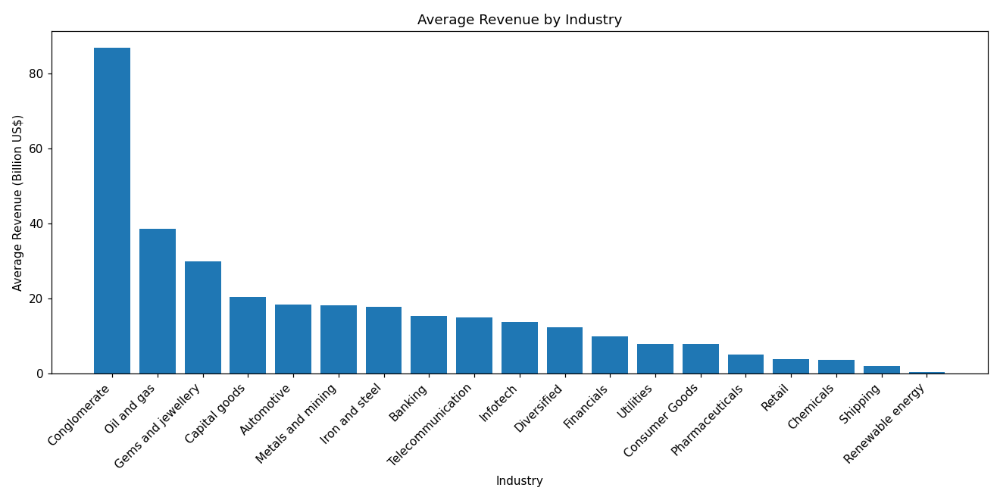 Average Revenue by Industry
Average Revenue (Billion US$)
80
60
40
20
0
Conglomerate
Oil and gas
Gems and jewellery
Capital goods
Automotive
Metals and mining
Iron and steel
Banking
Telecommunication
Infotech
Diversified
Financials
Utilities
Consumer Goods
Pharmaceuticals
Retail
Chemicals
Shipping
Renewable energy
Industry